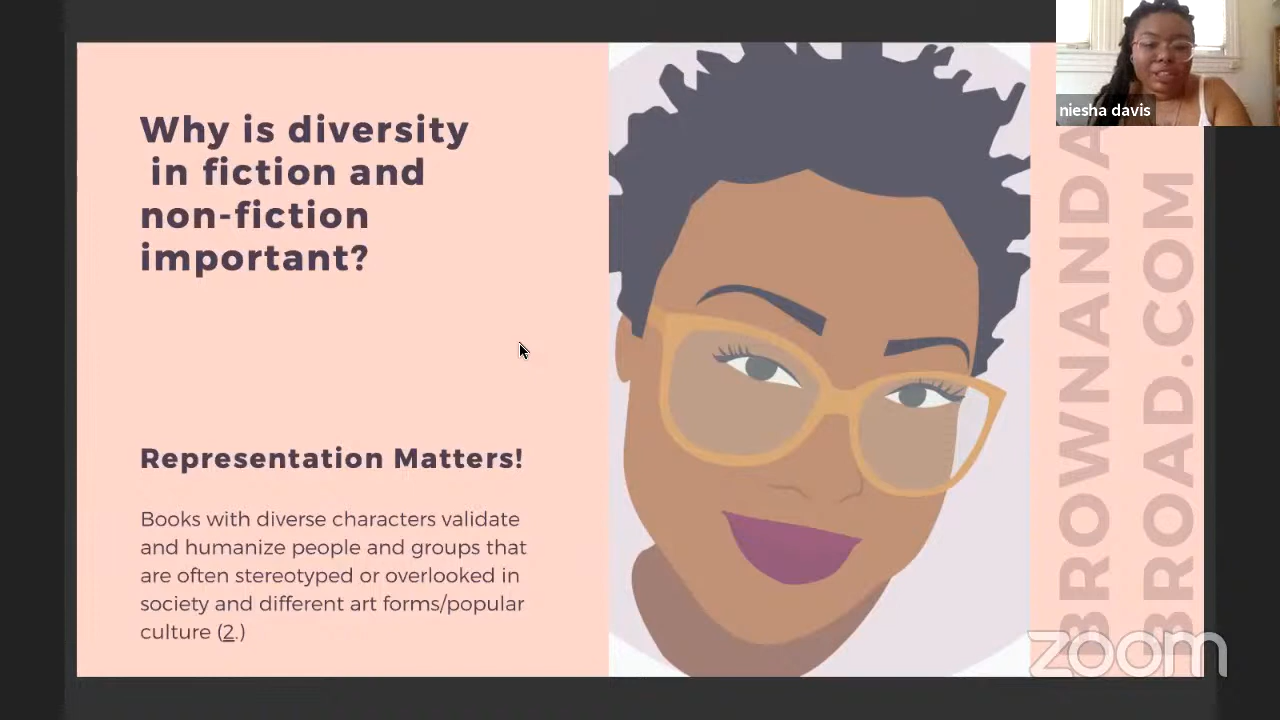 Why is diversity
in fiction and
non-fiction
important?
Representation Matters!
Books with diverse characters validate
and humanize people and groups that
are often stereotyped or overlooked in
society and different art forms/popular
culture (2.)
niesha davis
BROWNANDA
BROAD.COM
zoom